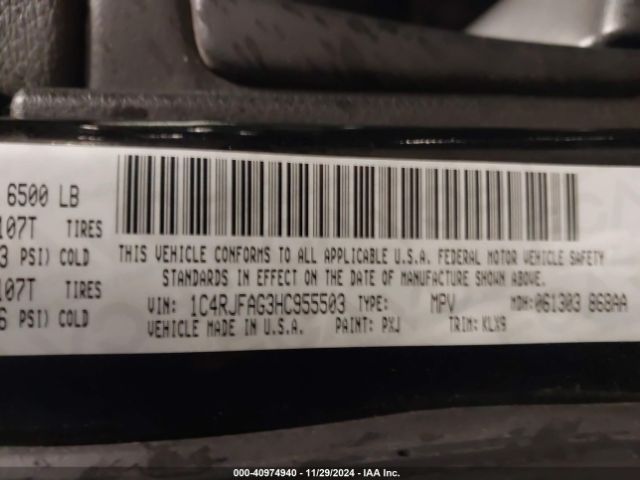 6500 LB
107T TIRES
3 PSI) COLD
107T TIRES
6 PSI) COLD
THIS VEHICLE CONFORMS TO ALL APPLICABLE U.S.A. FEDERAL MOTOR VEHICLE SAFETY
STANDARDS IN EFFECT ON THE DATE OF MANUFACTURE SHOWN ABOVE.
VIN: 1C4RJFAG3HC955503 TYPE: MPV MDH: 061303 868AA
VEHICLE MADE IN U.S.A. PAINT: PXJ TRIM: KLX9
000-40974940 - 11/29/2024 - IAA Inc.